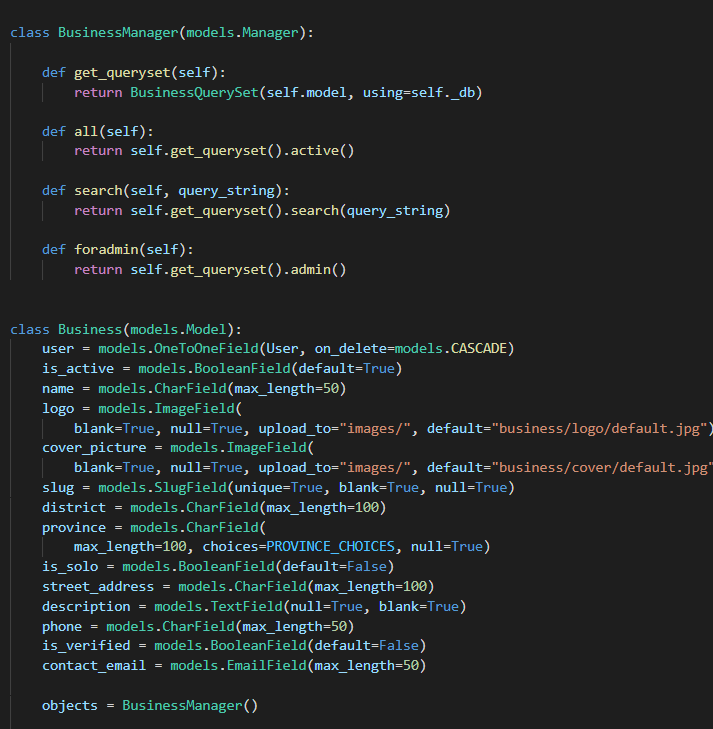 class BusinessManager(models.Manager):
def get_queryset(self):
return BusinessQuerySet(self.model, using=self._db)
def all(self):
return self.get_queryset().active()
def search(self, query_string):
return self.get_queryset().search(query_string)
def foradmin(self):
return self.get_queryset().admin()
class Business(models.Model):
user = models.OneToOneField(User, on_delete=models.CASCADE)
is_active = models.BooleanField(default=True)
name = models.CharField(max_length=50)
logo = models.ImageField(
blank=True, null=True, upload_to="images/", default="business/logo/default.jpg")
cover_picture = models.ImageField(
blank=True, null=True, upload_to="images/", default="business/cover/default.jpg"
slug = models.SlugField(unique=True, blank=True, null=True)
district = models.CharField(max_length=100)
province = models.CharField(
max_length=100, choices=PROVINCE_CHOICES, null=True)
is_solo = models.BooleanField(default=False)
street_address = models.CharField(max_length=100)
description = models.TextField(null=True, blank=True)
phone = models.CharField(max_length=50)
is_verified = models.BooleanField(default=False)
contact_email = models.EmailField(max_length=50)
objects = BusinessManager()